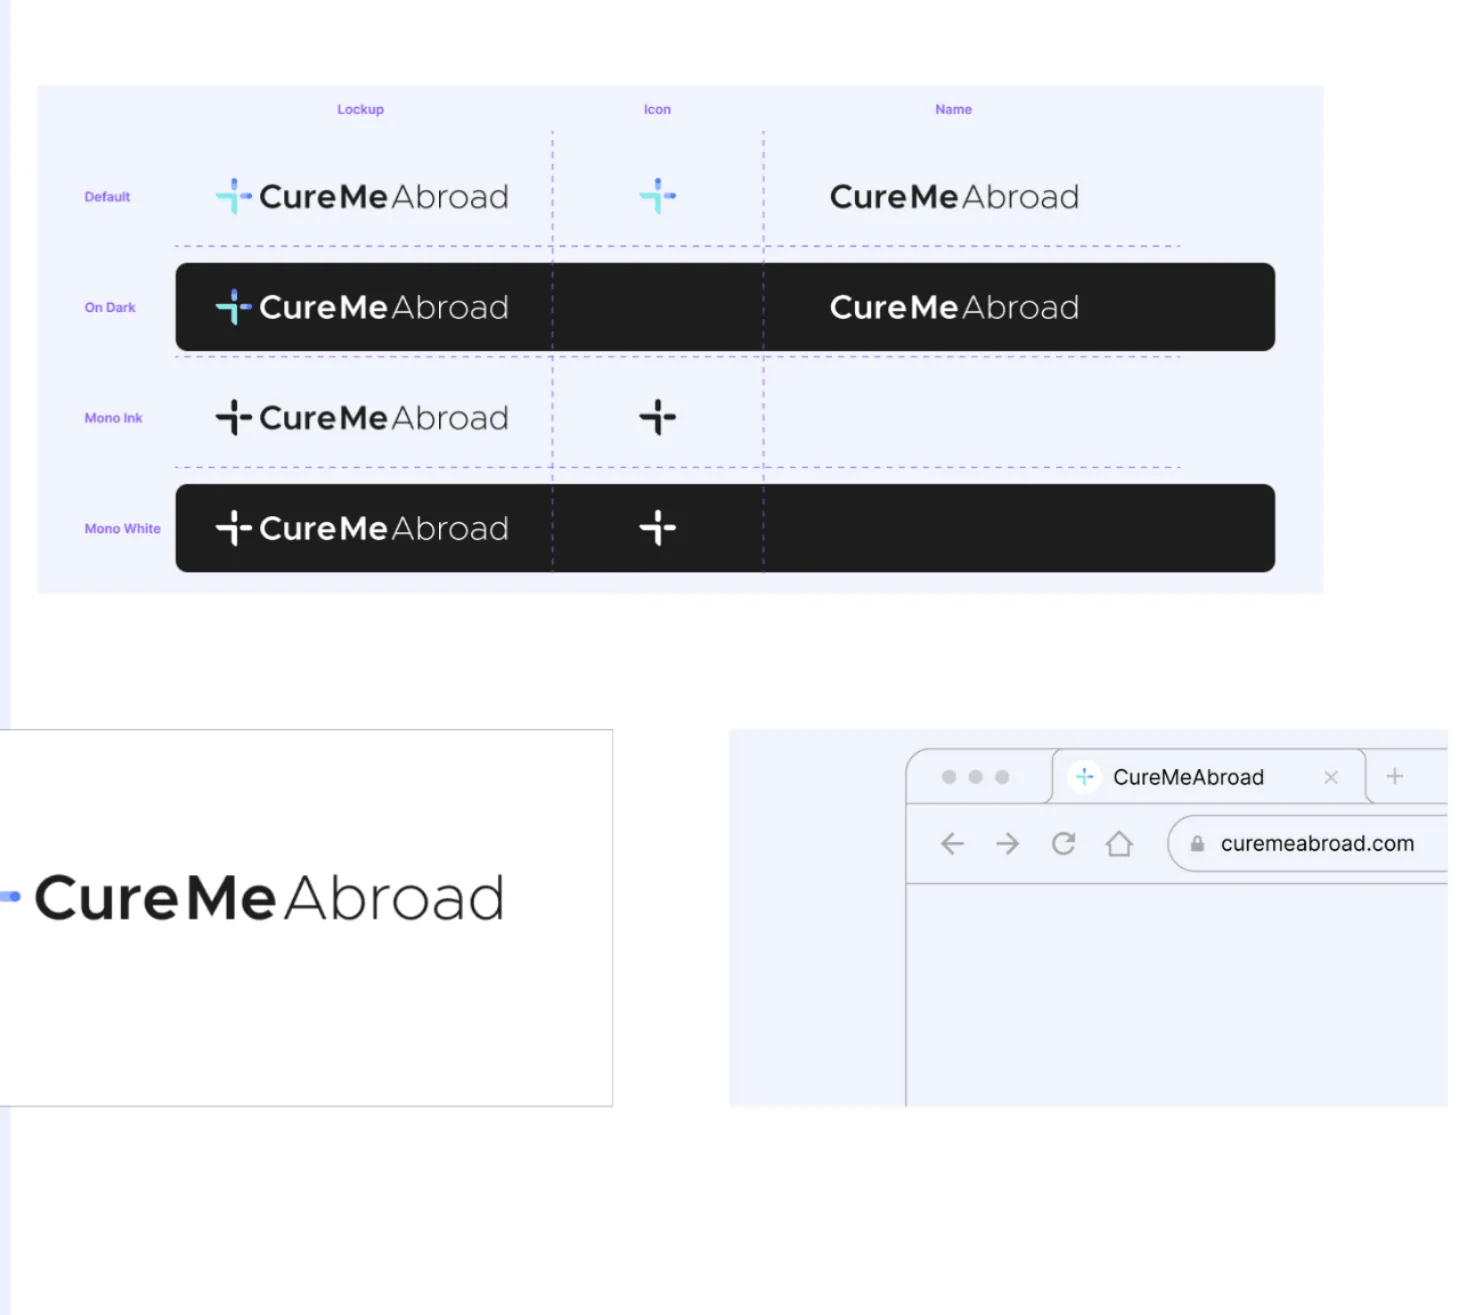 Lockup Icon Name
Default CureMeAbroad CureMeAbroad
On Dark CureMeAbroad CureMeAbroad
Mono Ink CureMeAbroad
Mono White CureMeAbroad
CureMeAbroad
CureMeAbroad
curemeabroad.com